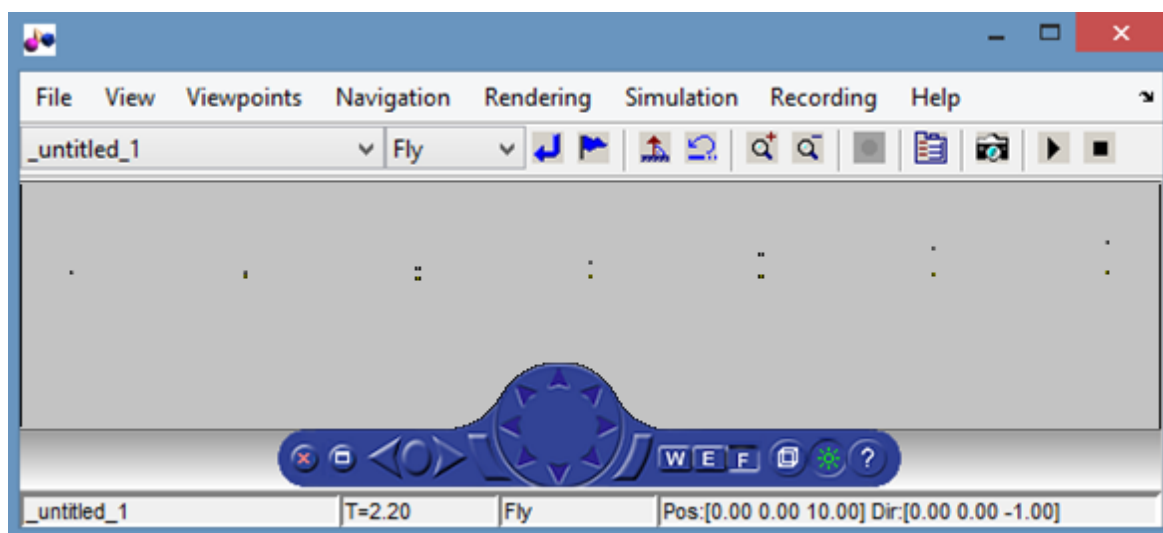 File View Viewpoints Navigation Rendering Simulation Recording Help
_untitled_1 Fly
W E F ?
_untitled_1 T=2.20 Fly Pos:[0.00 0.00 10.00] Dir:[0.00 0.00 -1.00]